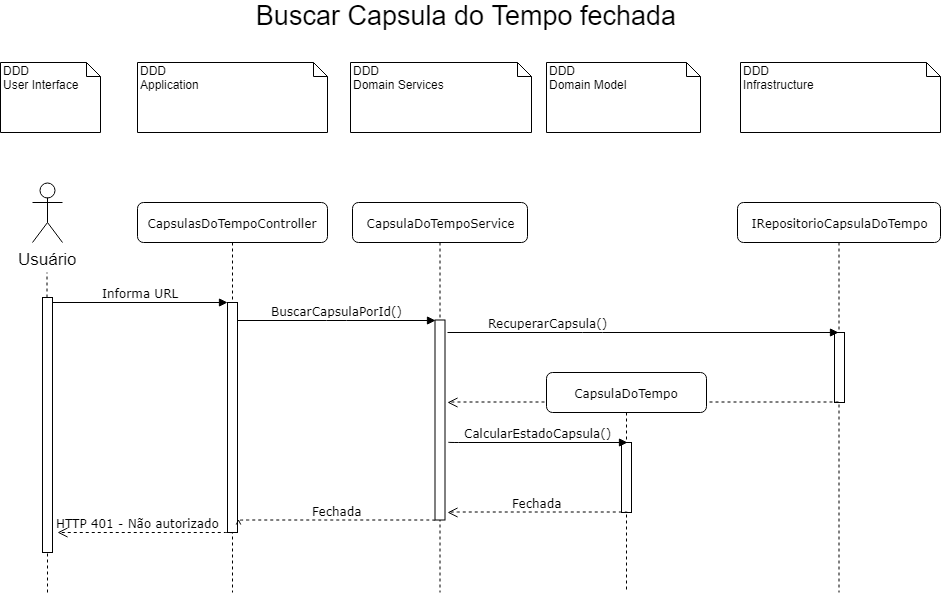 Buscar Capsula do Tempo fechada
DDD
User Interface
DDD
Application
DDD
Domain Services
DDD
Domain Model
DDD
Infrastructure
Usuário
CapsulasDoTempoController
CapsulaDoTempoService
IRepositorioCapsulaDoTempo
Informa URL
BuscarCapsulaPorId()
RecuperarCapsula()
CapsulaDoTempo
CalcularEstadoCapsula()
Fechada
Fechada
HTTP 401 - Não autorizado